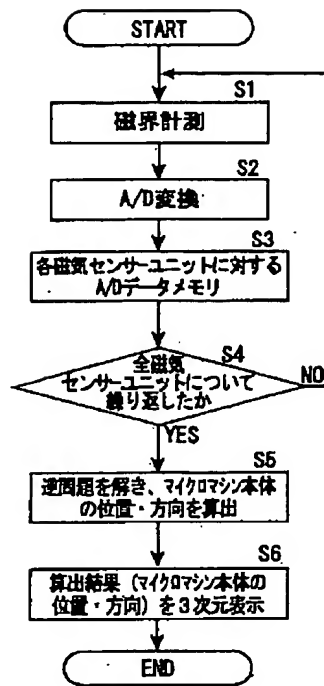 START
S1
磁界計測
S2
A/D変換
S3
各磁気センサーユニットに対する
A/Dデータメモリ
S4
全磁気
センサーユニットについて
繰り返したか
NO
YES
S5
逆問題を解き、マイクロマシン本体
の位置・方向を算出
S6
算出結果(マイクロマシン本体の
位置・方向)を3次元表示
END